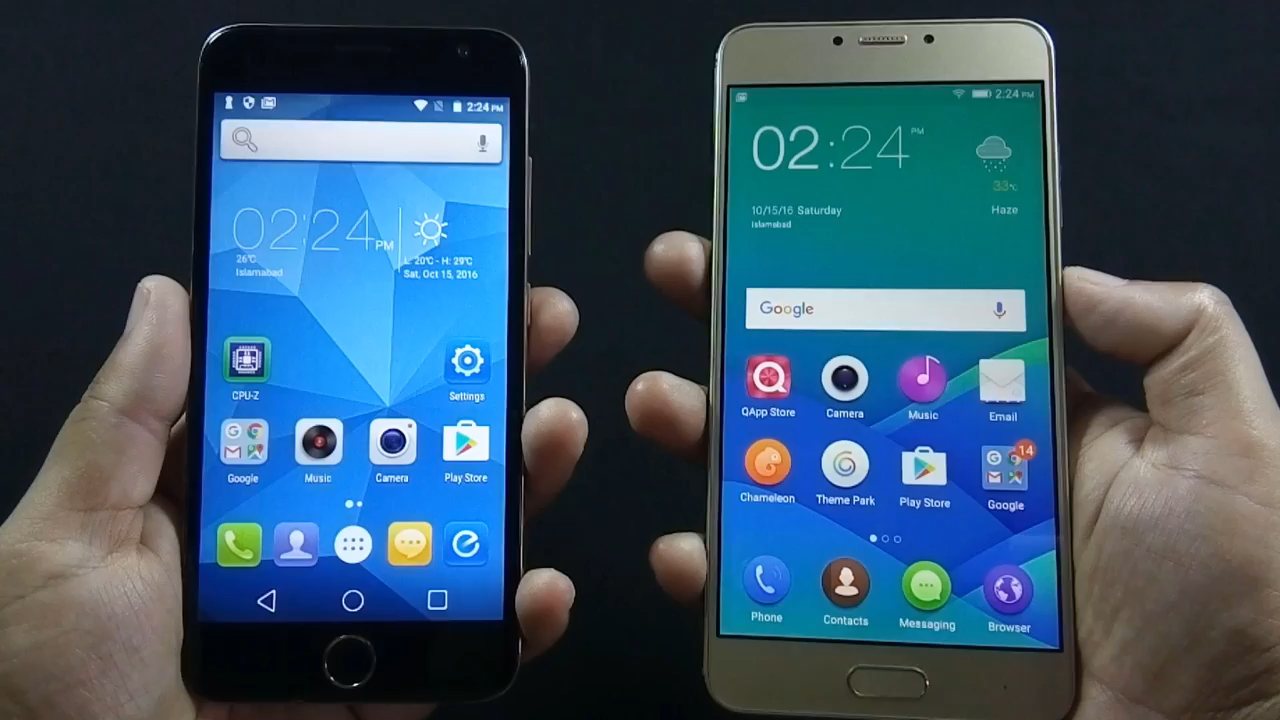 2:24 PM
02:24 PM
26°C
Islamabad
L: 20°C - H: 29°C
Sat, Oct 15, 2016
CPU-Z
Settings
Google
Music
Camera
Play Store
2:24 PM
02:24 PM
33°C
10/15/16 Saturday
Haze
Islamabad
Google
QApp Store
Camera
Music
Email
14
Chameleon
Theme Park
Play Store
Google
Phone
Contacts
Messaging
Browser